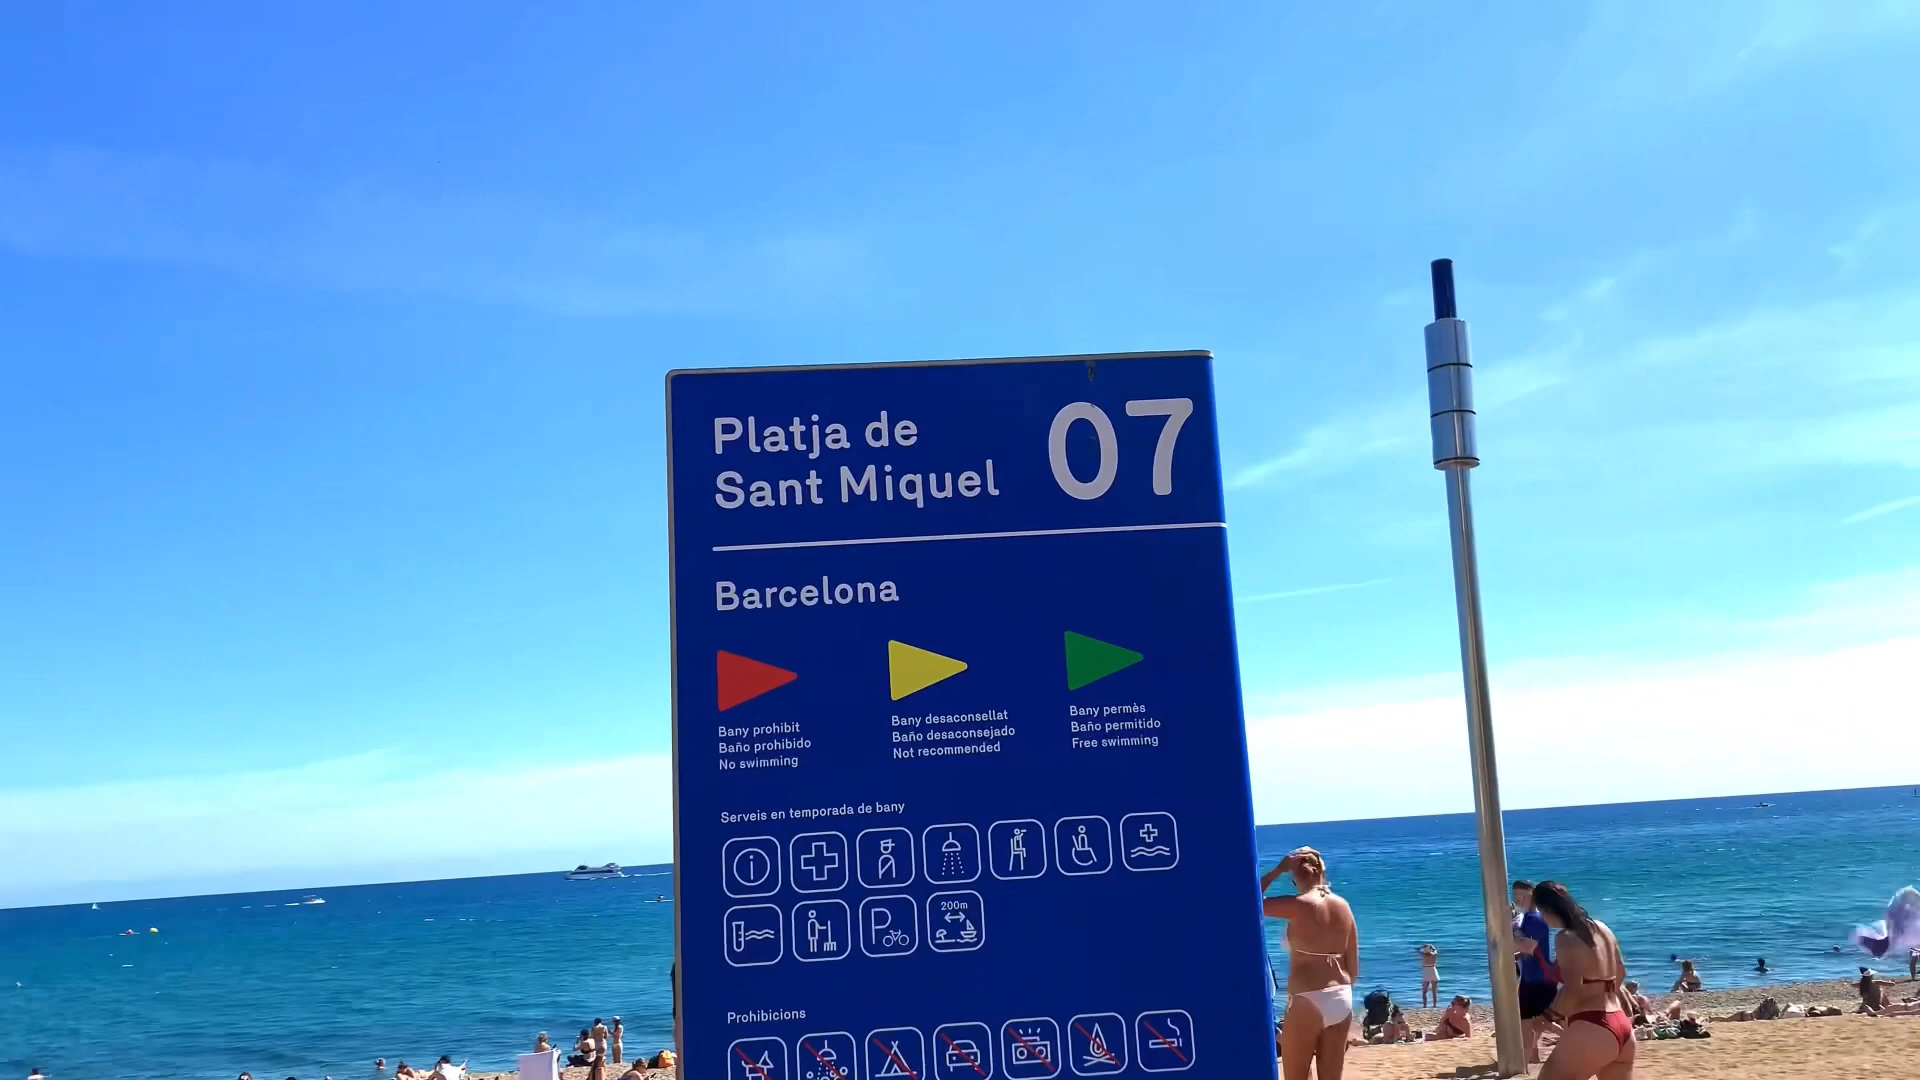 Platja de
Sant Miquel
07
Barcelona
Bany prohibit
Baño prohibido
No swimming
Bany desaconsellat
Baño desaconsejado
Not recommended
Bany permès
Baño permitido
Free swimming
Serveis en temporada de bany
i
P
200m
Prohibicions